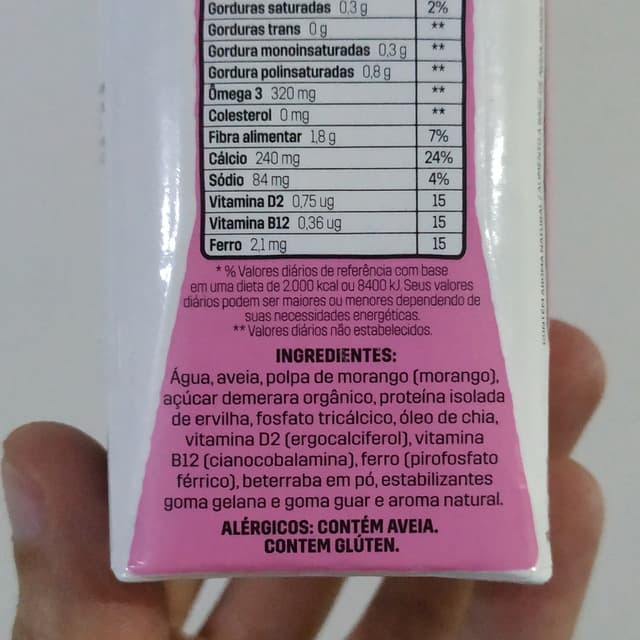 Gorduras saturadas 0,3 g 2%
Gorduras trans 0 g **
Gordura monoinsaturadas 0,3 g **
Gordura polinsaturadas 0,8 g **
Ômega 3 320 mg **
Colesterol 0 mg **
Fibra alimentar 1,8 g 7%
Cálcio 240 mg 24%
Sódio 84 mg 4%
Vitamina D2 0,75 ug 15
Vitamina B12 0,36 ug 15
Ferro 2,1 mg 15
* % Valores diários de referência com base
em uma dieta de 2.000 kcal ou 8400 kJ. Seus valores
diários podem ser maiores ou menores dependendo de
suas necessidades energéticas.
** Valores diários não estabelecidos.
INGREDIENTES:
Água, aveia, polpa de morango (morango),
açúcar demerara orgânico, proteína isolada
de ervilha, fosfato tricálcico, óleo de chia,
vitamina D2 (ergocalciferol), vitamina
B12 (cianocobalamina), ferro (pirofosfato
férrico), beterraba em pó, estabilizantes
goma gelana e goma guar e aroma natural.
ALÉRGICOS: CONTÉM AVEIA.
CONTEM GLÚTEN.
CONTÉM AROMA NATURAL / ALIMENTO A BASE DE